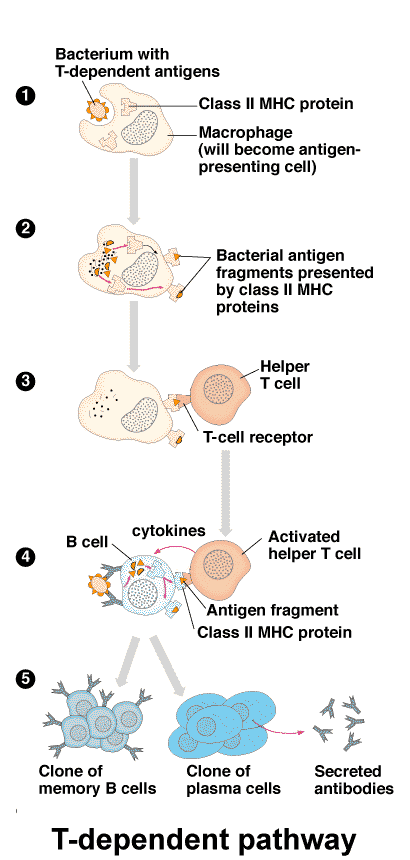 Bacterium with
T-dependent antigens
1
Class II MHC protein
Macrophage
(will become antigen-
presenting cell)
2
Bacterial antigen
fragments presented
by class II MHC
proteins
3
Helper
T cell
T-cell receptor
cytokines
4
B cell
Activated
helper T cell
Antigen fragment
Class II MHC protein
5
Clone of
memory B cells
Clone of
plasma cells
Secreted
antibodies
T-dependent pathway